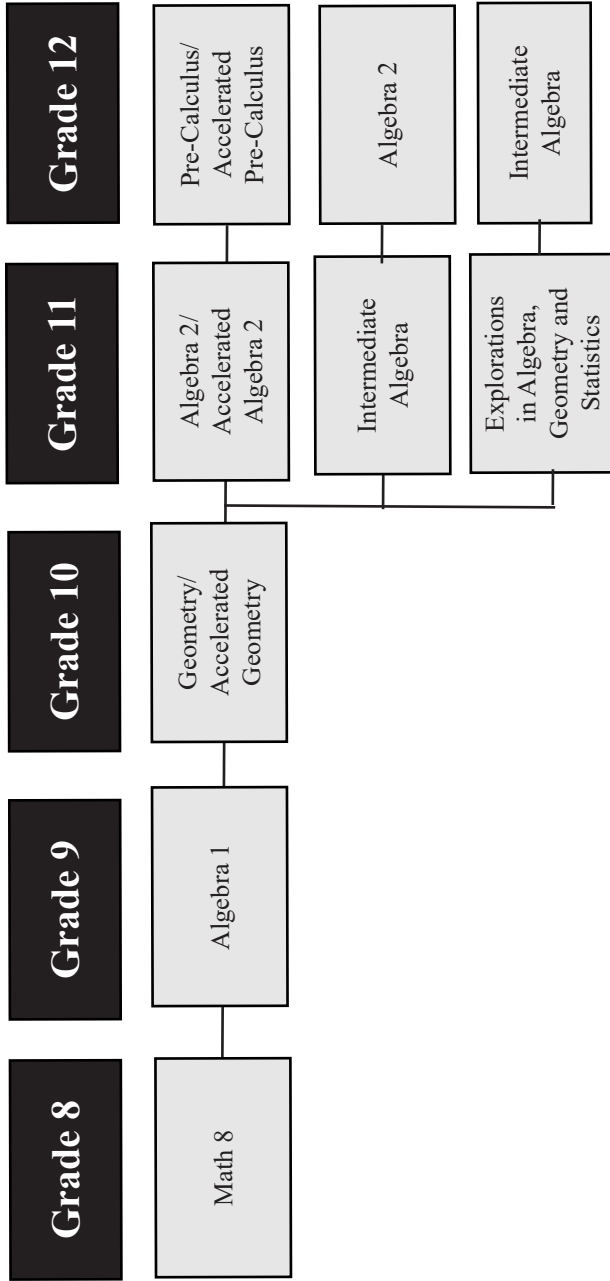 Grade 8
Grade 9
Grade 10
Grade 11
Grade 12
Math 8
Algebra 1
Geometry/
Accelerated
Geometry
Algebra 2/
Accelerated
Algebra 2
Pre-Calculus/
Accelerated
Pre-Calculus
Intermediate
Algebra
Algebra 2
Explorations
in Algebra,
Geometry and
Statistics
Intermediate
Algebra